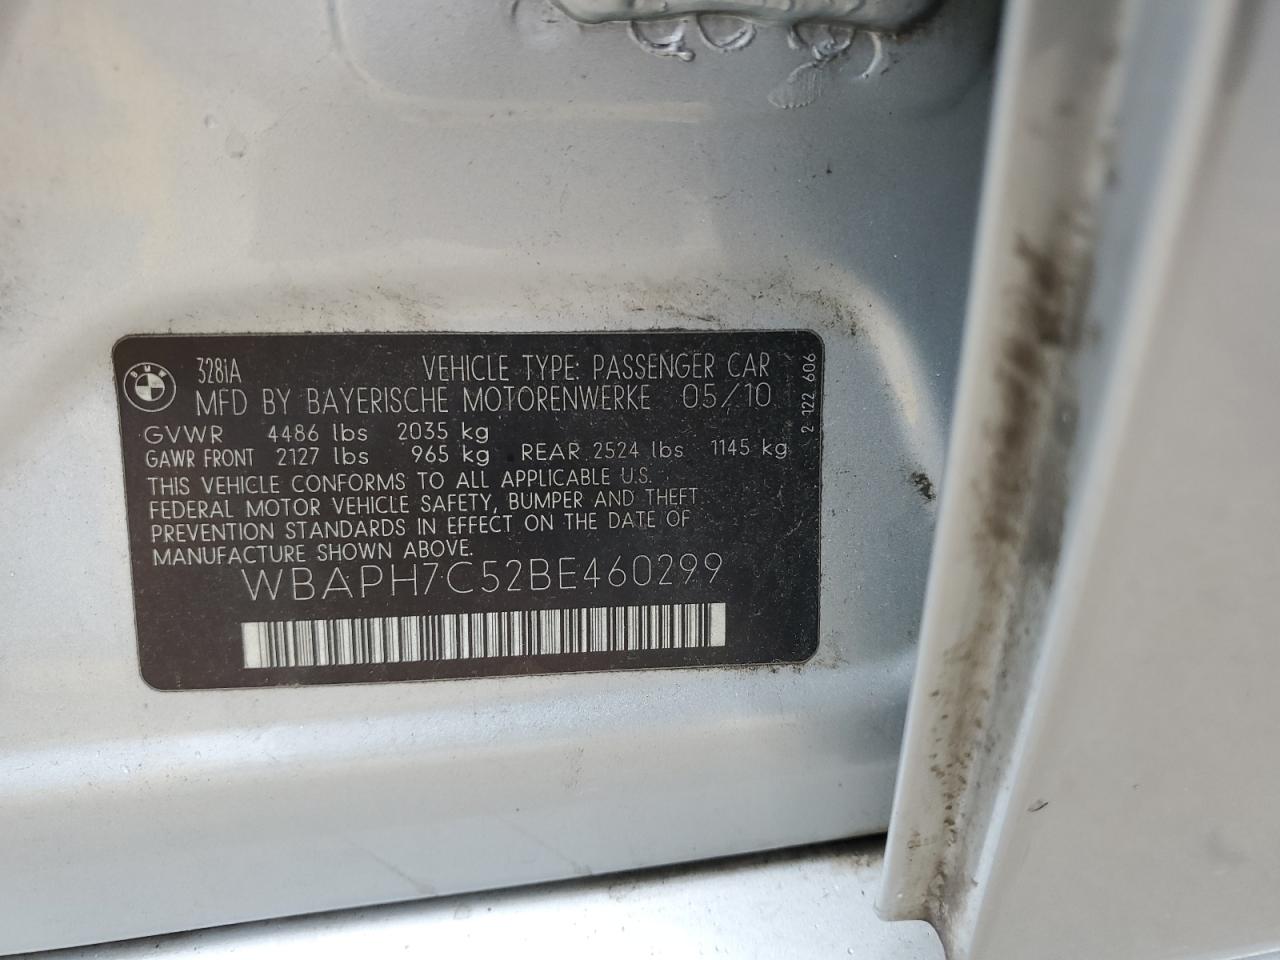 BMW
328iA VEHICLE TYPE: PASSENGER CAR
MFD BY BAYERISCHE MOTORENWERKE 05/10
GVWR 4486 lbs 2035 kg
GAWR FRONT 2127 lbs 965 kg REAR 2524 lbs 1145 kg
THIS VEHICLE CONFORMS TO ALL APPLICABLE U.S.
FEDERAL MOTOR VEHICLE SAFETY, BUMPER AND THEFT
PREVENTION STANDARDS IN EFFECT ON THE DATE OF
MANUFACTURE SHOWN ABOVE.
WBAPH7C52BE460299
2 122 606